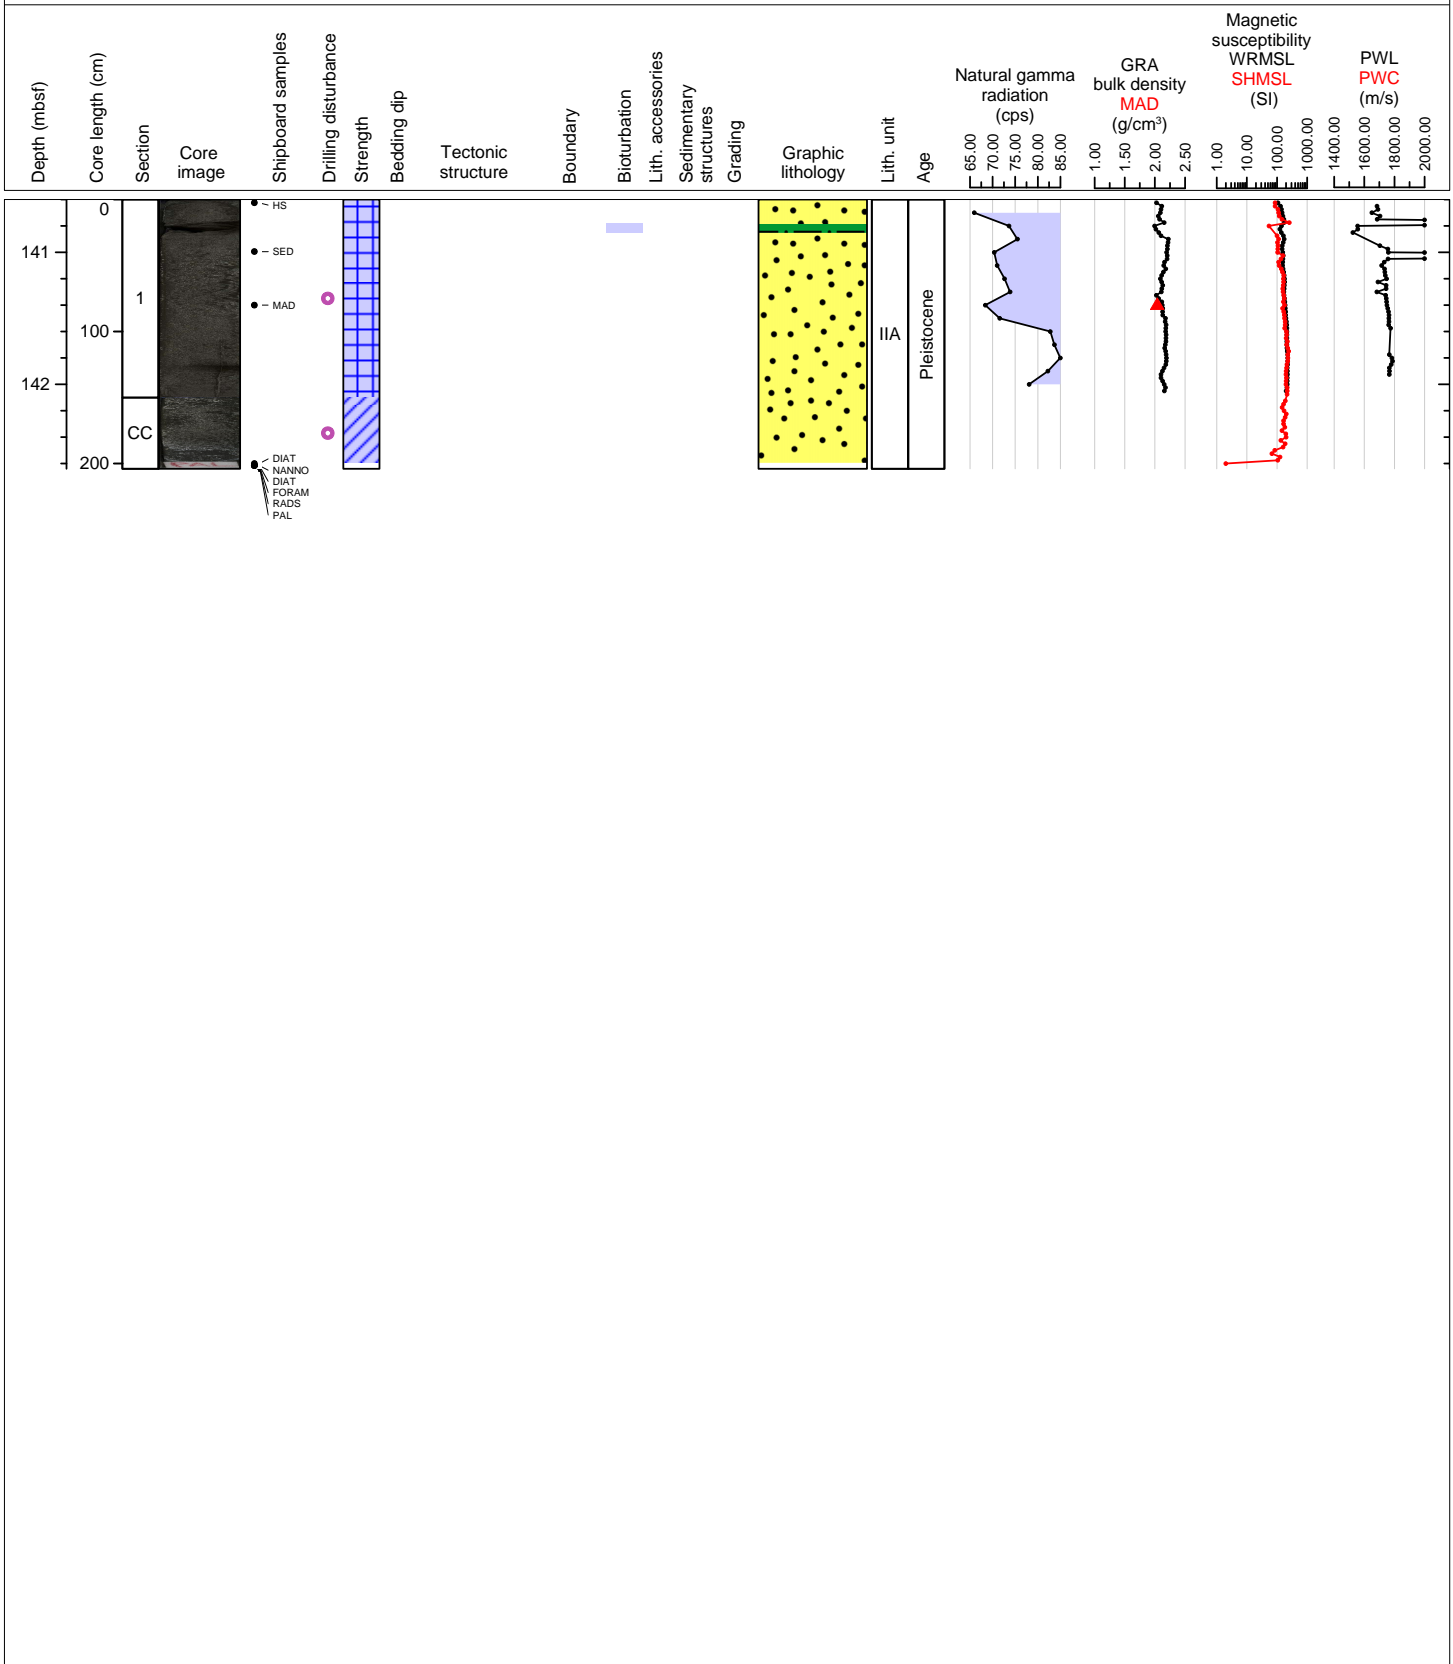 Depth (mbsf)
Core length (cm)
Section
Core
image
Shipboard samples
Drilling disturbance
Strength
Bedding dip
Tectonic
structure
Boundary
Bioturbation
Lith. accessories
Sedimentary
structures
Grading
Graphic
lithology
Lith. unit
Age
Natural gamma
radiation
(cps)
65.00
70.00
75.00
80.00
85.00
GRA
bulk density
MAD
(g/cm³)
1.00
1.50
2.00
2.50
Magnetic
susceptibility
WRMSL
SHMSL
(SI)
1.00
10.00
100.00
1000.00
PWL
PWC
(m/s)
1400.00
1600.00
1800.00
2000.00
0
HS
141
SED
1
MAD
100
IIA
Pleistocene
142
CC
200
DIAT
NANNO
DIAT
FORAM
RADS
PAL